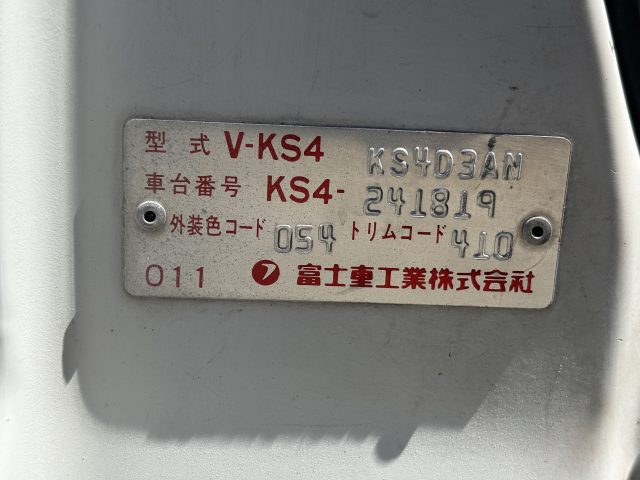 型式 V-KS4 KS4D3AN
車台番号 KS4-241819
外装色コード 054 トリムコード 410
011 フ 富士重工業株式会社